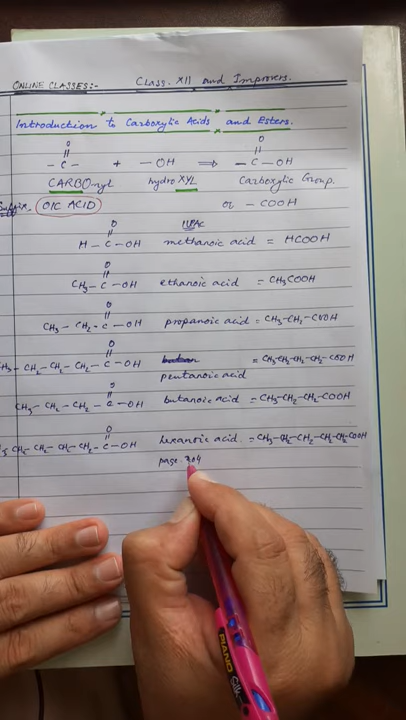 ONLINE CLASSES:- Class. XII and Improvers.
Introduction to Carboxylic Acids and Esters.
O O
|| ||
- C - + - OH ⇒ - C - OH
CARBOnyl hydroXYL Carboxylic Group.
Suffix. OIC ACID or - COOH
O IUPAC
||
H - C - OH methanoic acid = HCOOH
O
||
CH3 - C - OH ethanoic acid = CH3COOH
O
||
CH3 - CH2 - C - OH propanoic acid = CH3-CH2-COOH
O
||
CH3 - CH2 - CH2 - CH2 - C - OH = CH3-CH2-CH2-CH2-COOH
pentanoic acid
O
||
CH3 - CH2 - CH2 - C - OH butanoic acid = CH3-CH2-CH2-COOH
O
||
CH2 - CH2 - CH2 - CH2 - C - OH hexanoic acid. = CH3-CH2-CH2-CH2-CH2-COOH
page.
PIANO